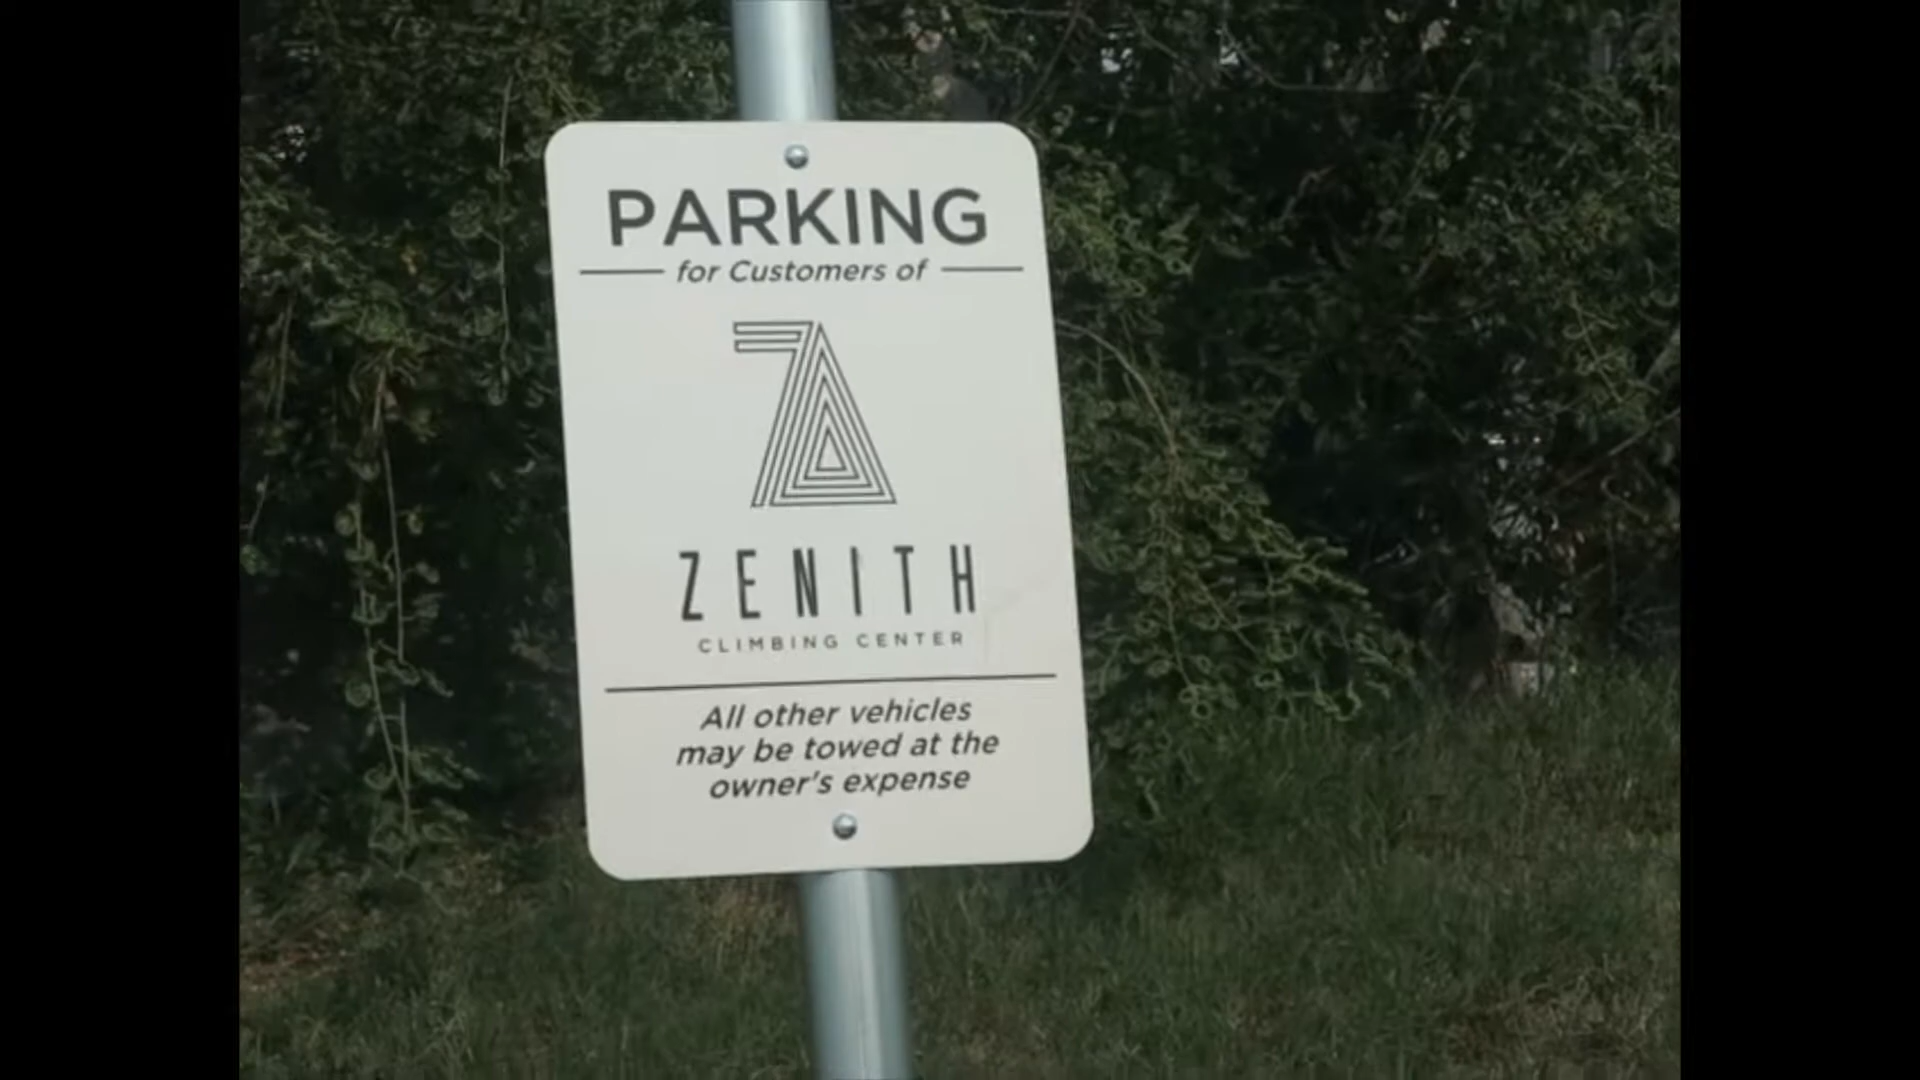 PARKING
for Customers of
ZENITH
CLIMBING CENTER
All other vehicles
may be towed at the
owner's expense